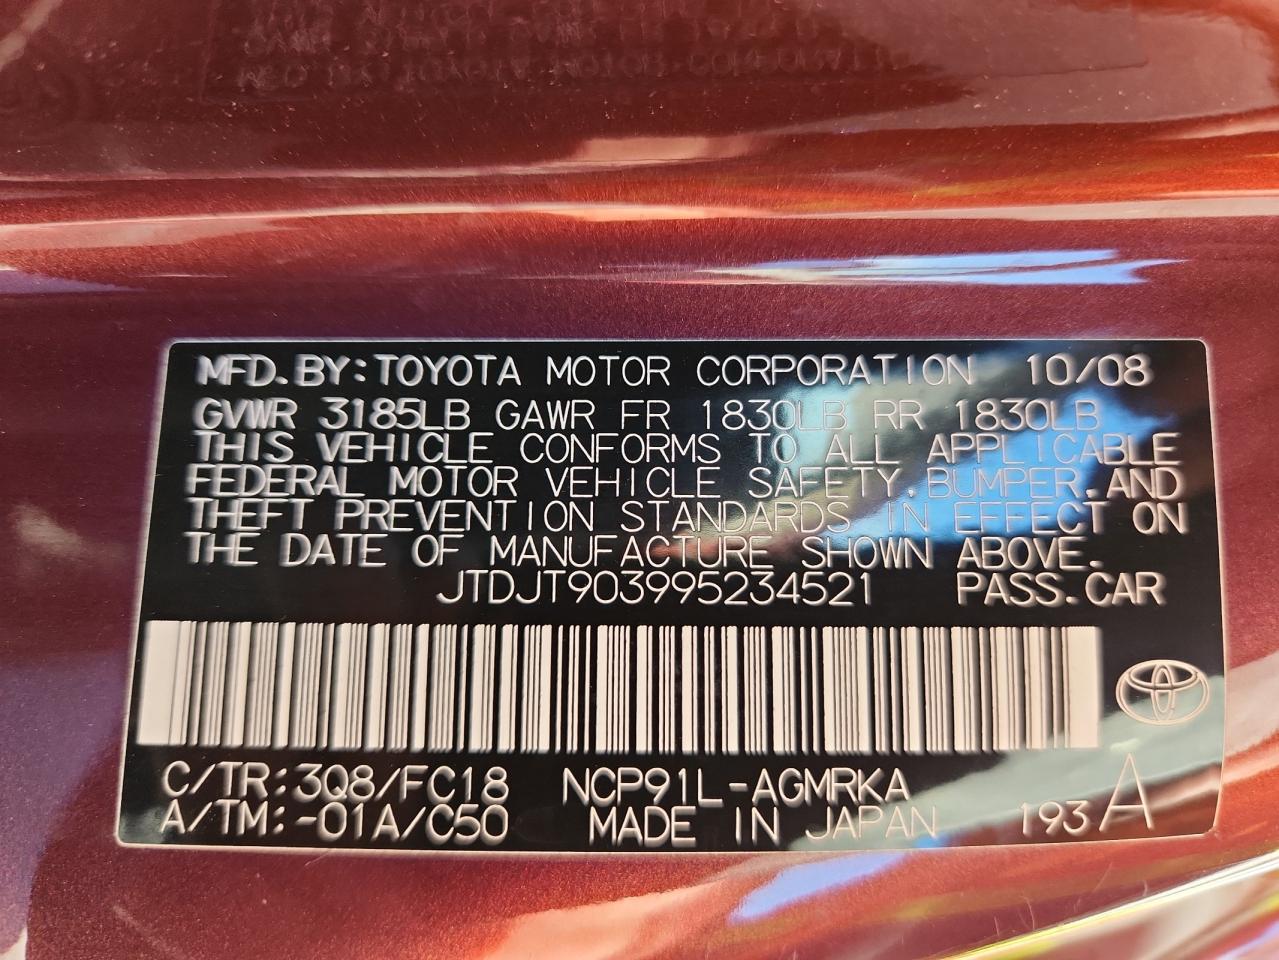 MFD.BY:TOYOTA MOTOR CORPORATION 10/08
GVWR 3185LB GAWR FR 1830LB RR 1830LB
THIS VEHICLE CONFORMS TO ALL APPLICABLE
FEDERAL MOTOR VEHICLE SAFETY,BUMPER,AND
THEFT PREVENTION STANDARDS IN EFFECT ON
THE DATE OF MANUFACTURE SHOWN ABOVE.
JTDJT903995234521 PASS.CAR
C/TR:3Q8/FC18 NCP91L-AGMRKA
A/TM:-01A/C50 MADE IN JAPAN 193 A